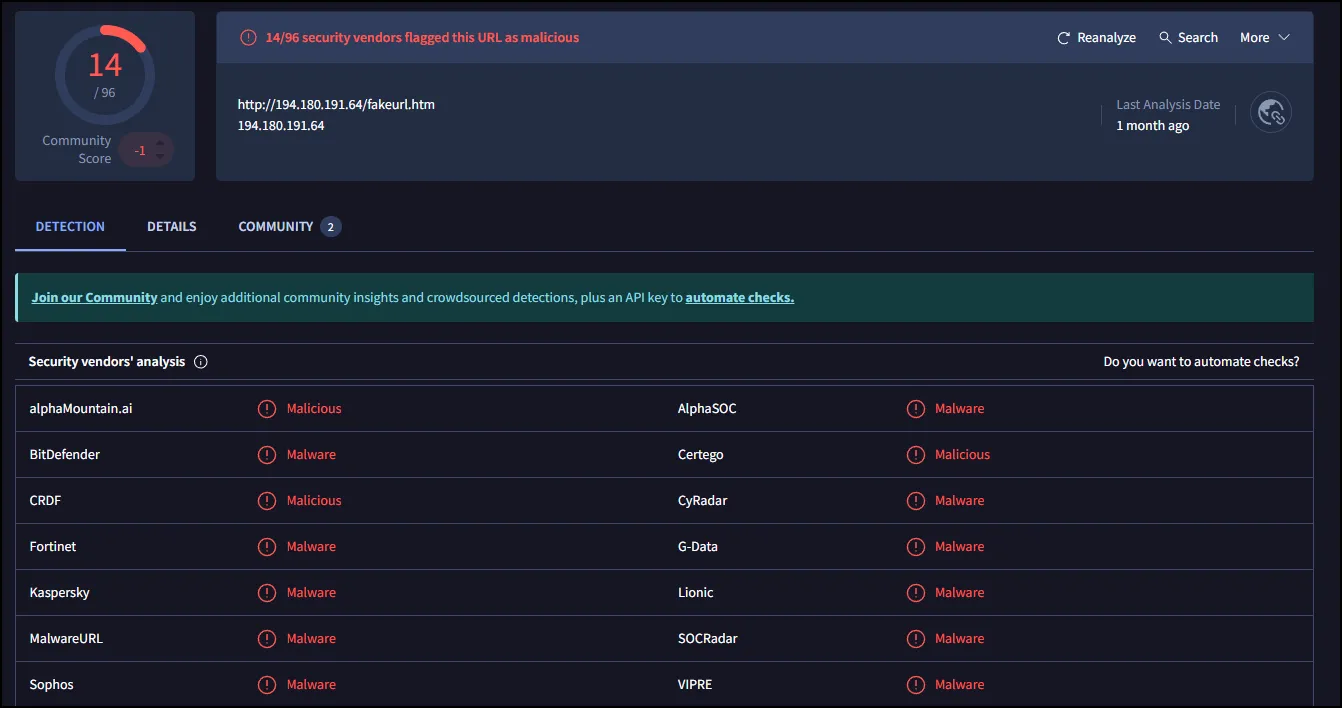 14
/ 96
Community Score
-1
14/96 security vendors flagged this URL as malicious
Reanalyze
Search
More
http://194.180.191.64/fakeurl.htm
194.180.191.64
Last Analysis Date
1 month ago
DETECTION
DETAILS
COMMUNITY 2
Join our Community and enjoy additional community insights and crowdsourced detections, plus an API key to automate checks.
Security vendors' analysis
Do you want to automate checks?
alphaMountain.ai Malicious AlphaSOC Malware
BitDefender Malware Certego Malicious
CRDF Malicious CyRadar Malware
Fortinet Malware G-Data Malware
Kaspersky Malware Lionic Malware
MalwareURL Malware SOCRadar Malware
Sophos Malware VIPRE Malware